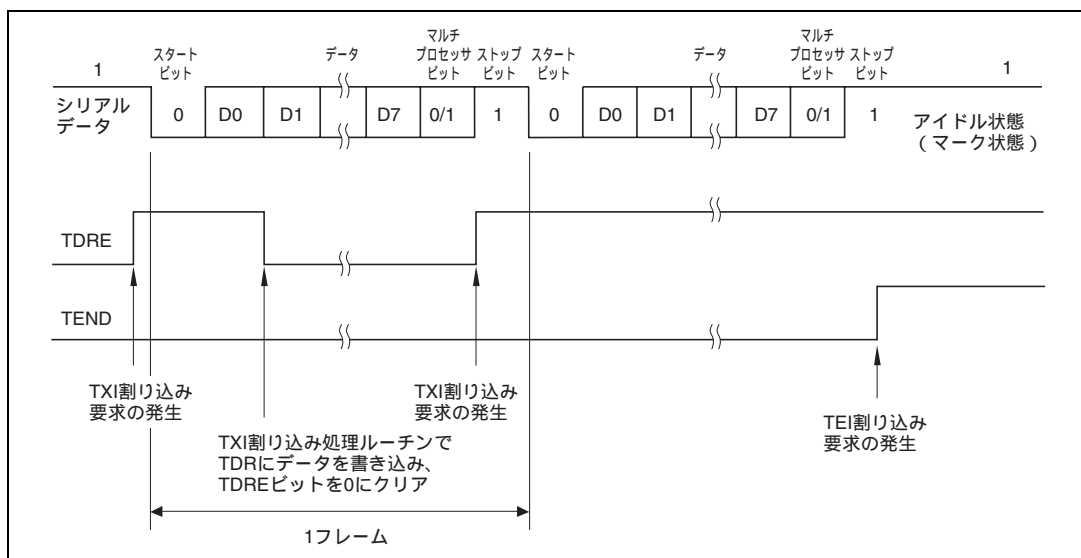 1
スタート
ビット
データ
マルチ
プロセッサ
ビット
ストップ
ビット
スタート
ビット
データ
マルチ
プロセッサ
ビット
ストップ
ビット
1
シリアル
データ
0 D0 D1 D7 0/1 1 0 D0 D1 D7 0/1 1
アイドル状態
(マーク状態)
TDRE
TEND
TXI割り込み
要求の発生
TXI割り込み処理ルーチンで
TDRにデータを書き込み、
TDREビットを0にクリア
TXI割り込み
要求の発生
TEI割り込み
要求の発生
1フレーム